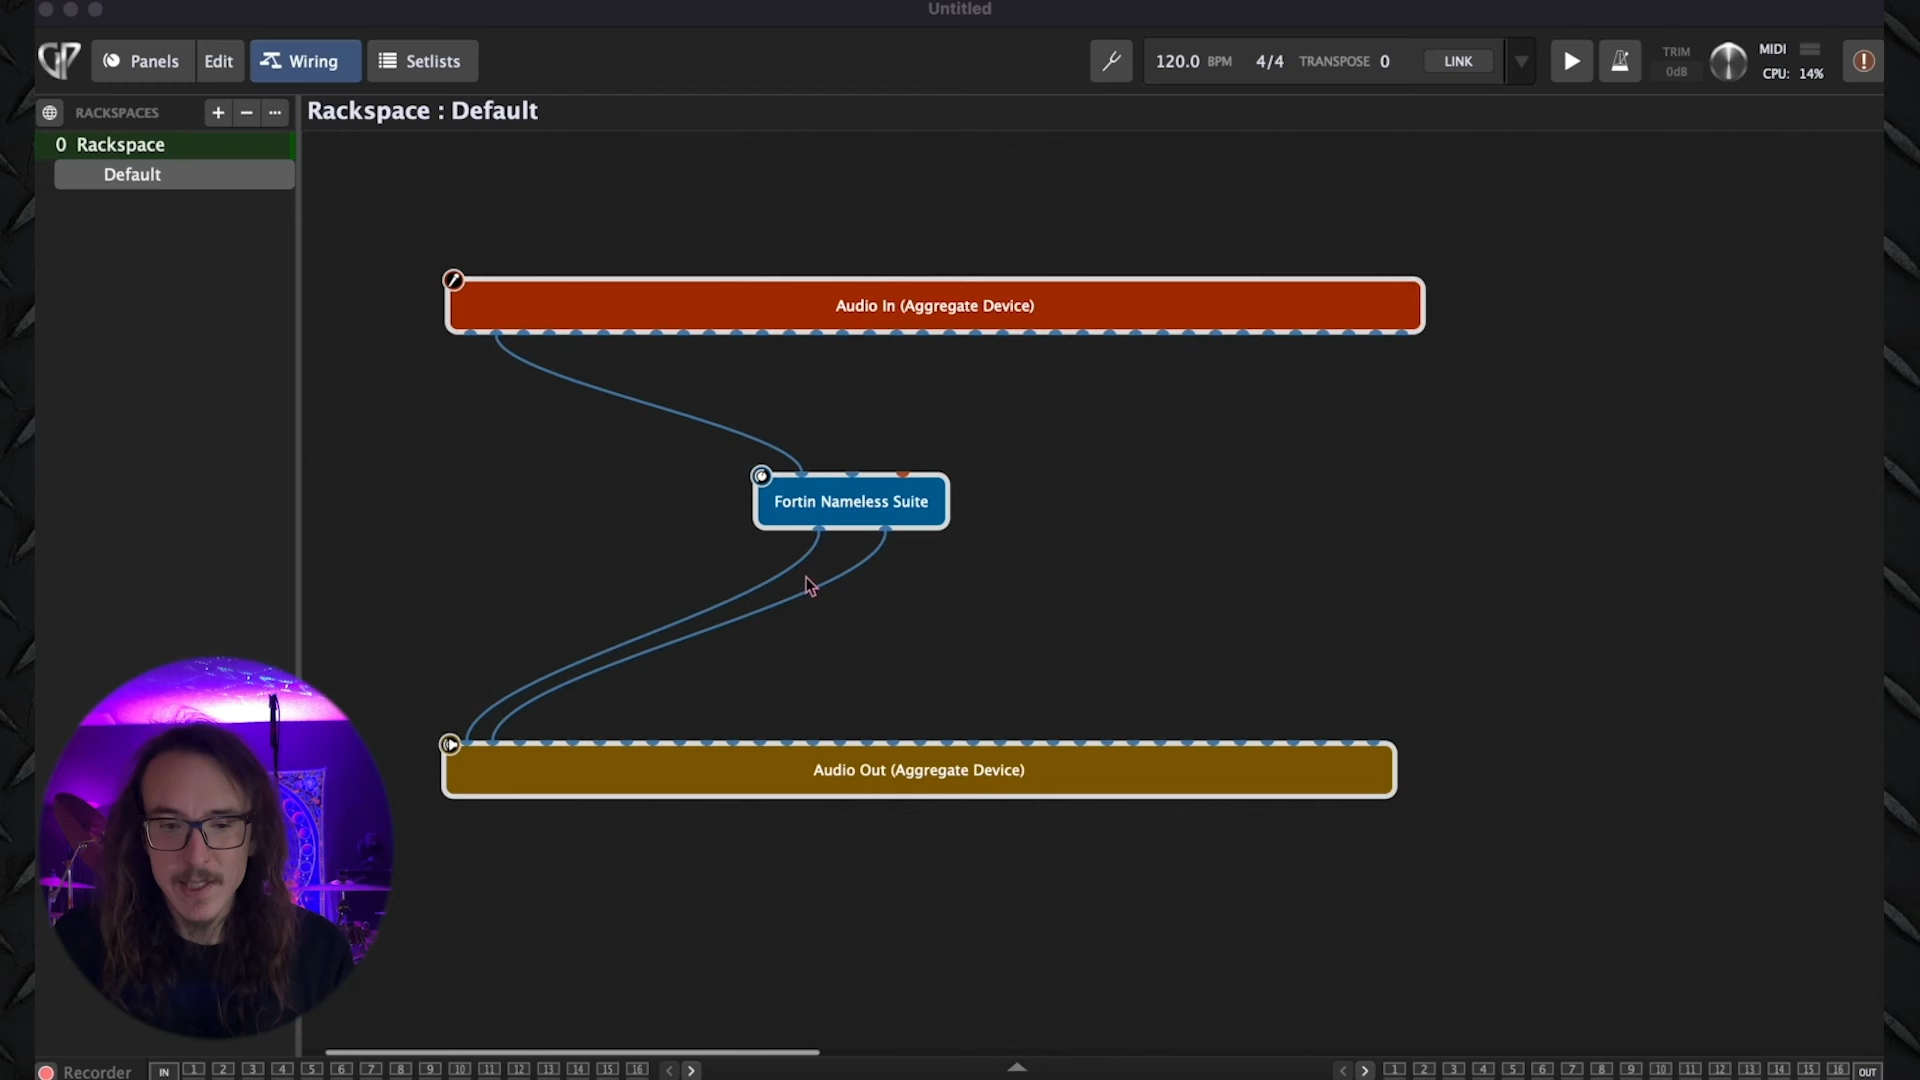 Untitled
GP Panels Edit Wiring Setlists 120.0 BPM 4/4 TRANSPOSE 0 LINK TRIM 0dB MIDI CPU: 14%
RACKSPACES + − ... Rackspace : Default
0 Rackspace
Default
Audio In (Aggregate Device)
Fortin Nameless Suite
Audio Out (Aggregate Device)
Recorder IN 1 2 3 4 5 6 7 8 9 10 11 12 13 14 15 16 < > < > 1 2 3 4 5 6 7 8 9 10 11 12 13 14 15 16 OUT